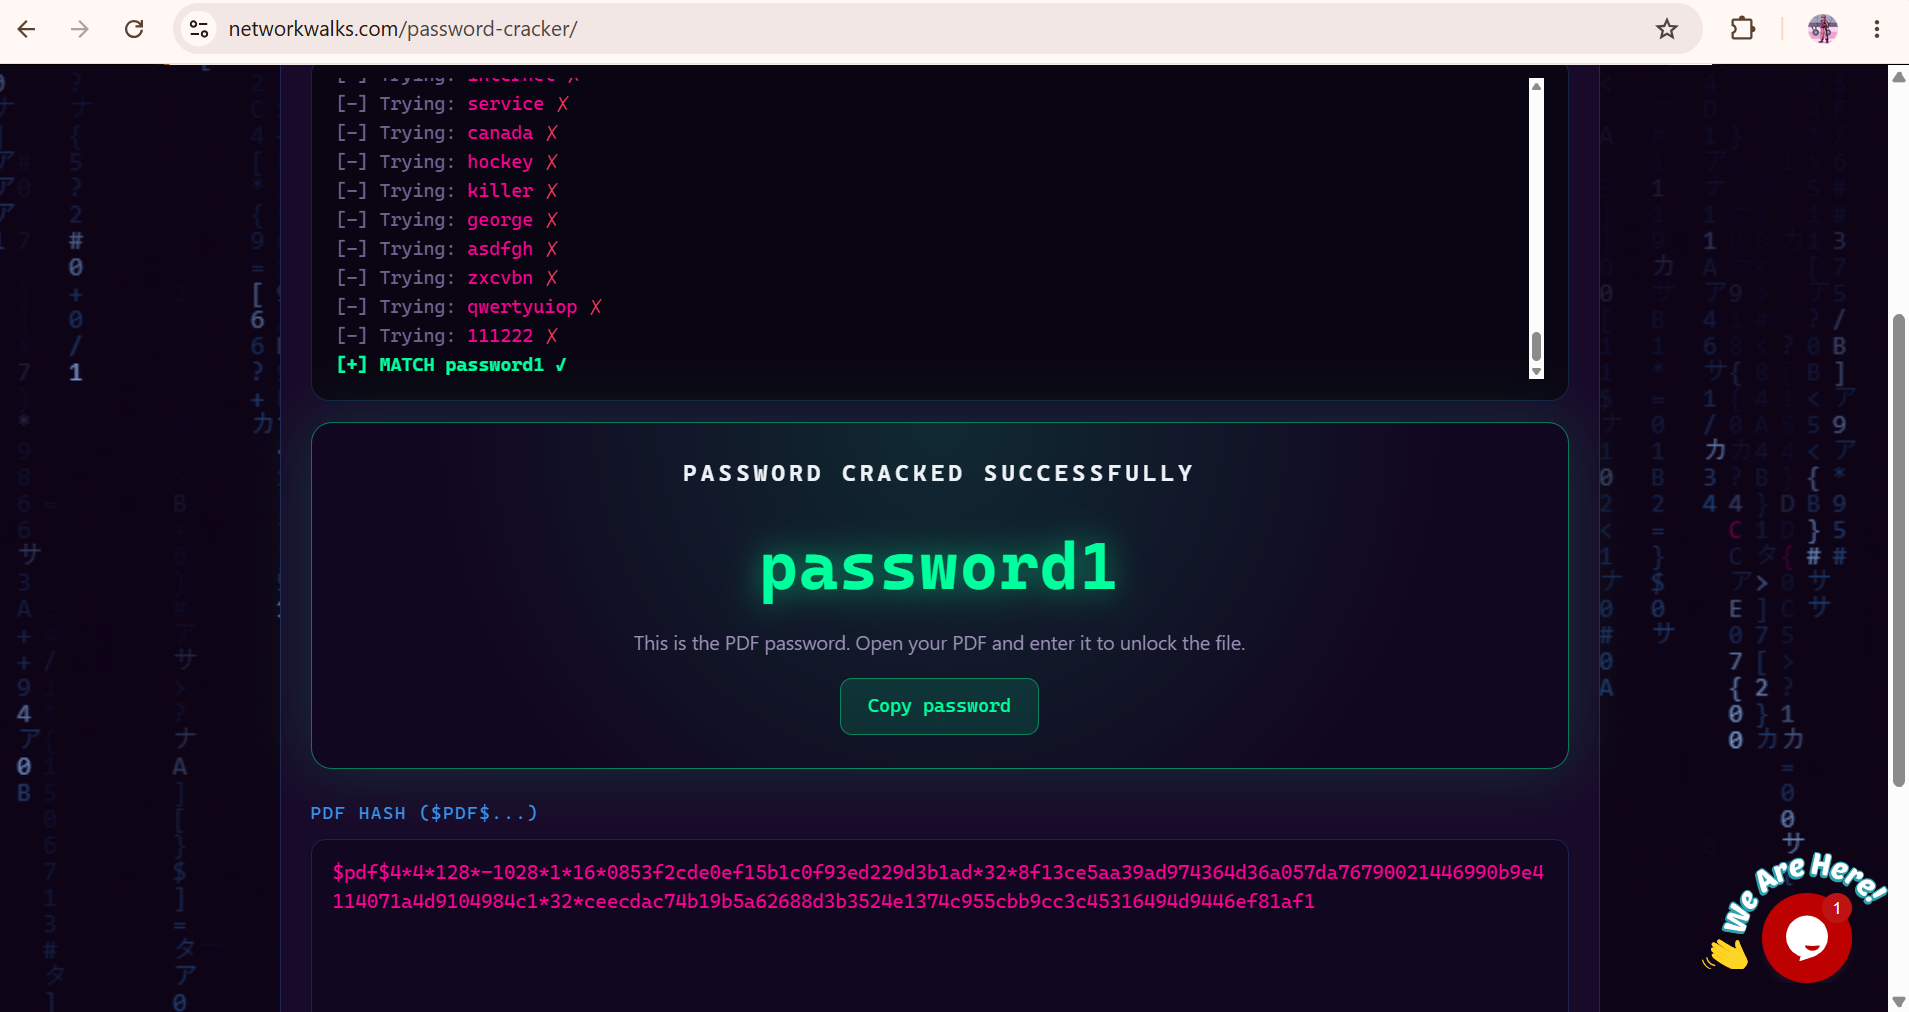 networkwalks.com/password-cracker/
[-] Trying: internet ✗
[-] Trying: service ✗
[-] Trying: canada ✗
[-] Trying: hockey ✗
[-] Trying: killer ✗
[-] Trying: george ✗
[-] Trying: asdfgh ✗
[-] Trying: zxcvbn ✗
[-] Trying: qwertyuiop ✗
[-] Trying: 111222 ✗
[+] MATCH password1 ✓
PASSWORD CRACKED SUCCESSFULLY
password1
This is the PDF password. Open your PDF and enter it to unlock the file.
Copy password
PDF HASH ($PDF$...)
$pdf$4*4*128*-1028*1*16*0853f2cde0ef15b1c0f93ed229d3b1ad*32*8f13ce5aa39ad974364d36a057da76790021446990b9e4
114071a4d9104984c1*32*ceecdac74b19b5a62688d3b3524e1374c955cbb9cc3c45316494d9446ef81af1
We Are Here!
1